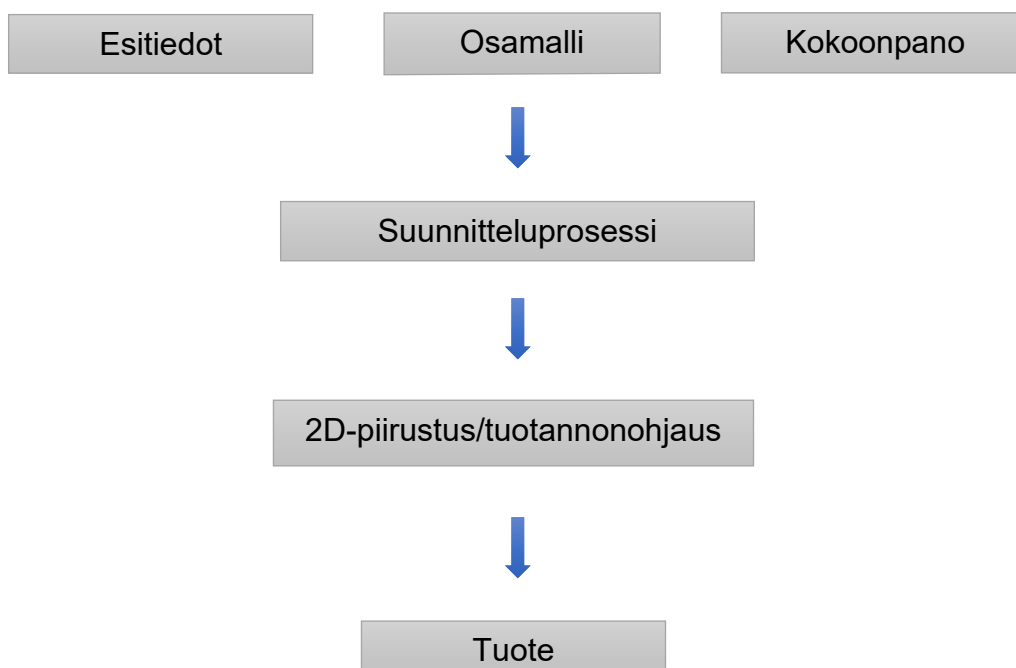 Esitiedot
Osamalli
Kokoonpano
Suunnitteluprosessi
2D-piirustus/tuotannonohjaus
Tuote